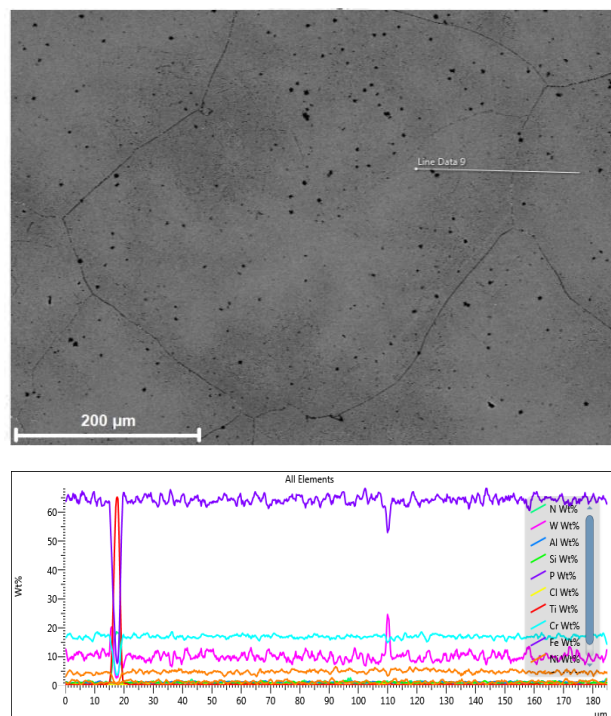 Line Data 9
200 µm
All Elements
Wt%
60
50
40
30
20
10
0
N Wt%
W Wt%
Al Wt%
Si Wt%
P Wt%
Cl Wt%
Ti Wt%
Cr Wt%
Fe Wt%
Ni Wt%
0 10 20 30 40 50 60 70 80 90 100 110 120 130 140 150 160 170 180